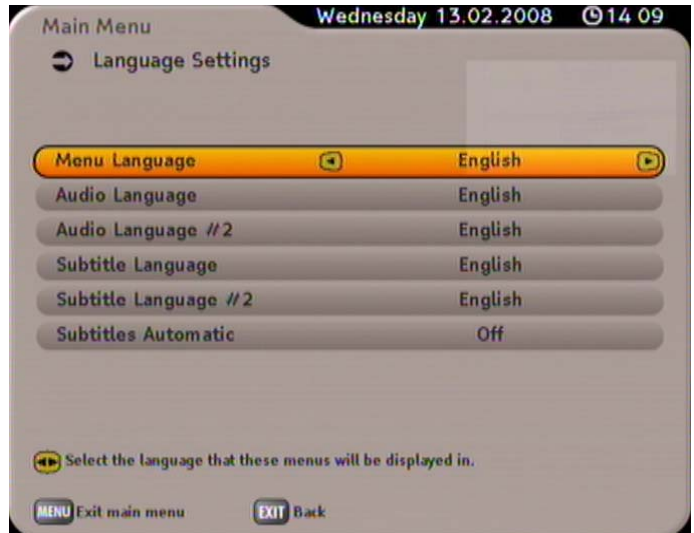 Main Menu
Wednesday 13.02.2008 14 09
Language Settings
Menu Language English
Audio Language English
Audio Language //2 English
Subtitle Language English
Subtitle Language //2 English
Subtitles Automatic Off
Select the language that these menus will be displayed in.
MENU Exit main menu EXIT Back